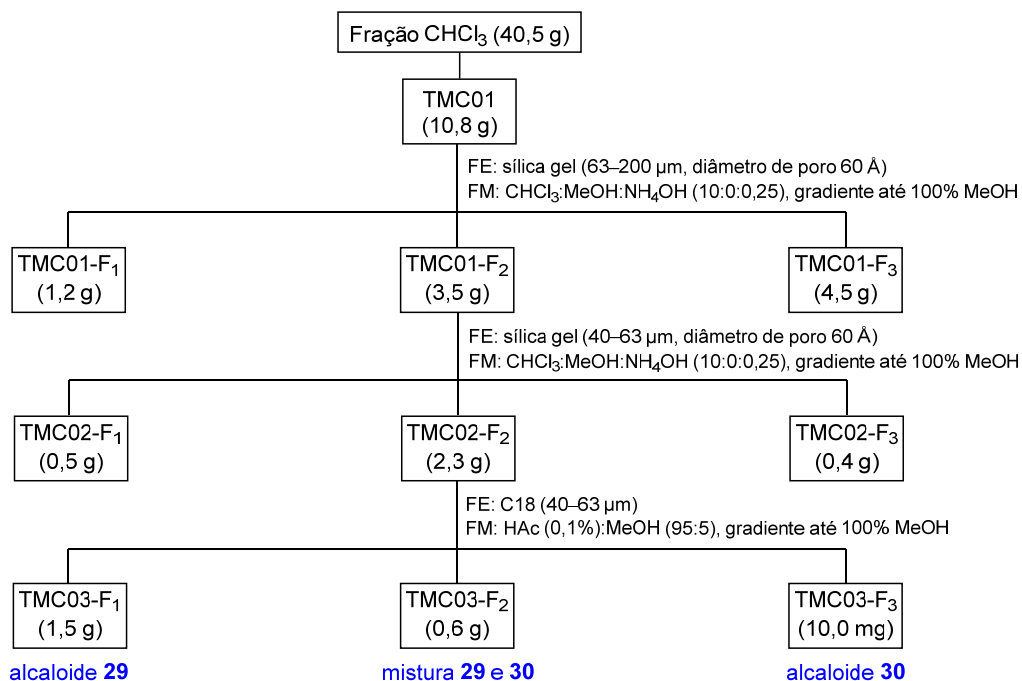 Fração CHCl₃ (40,5 g)
TMC01
(10,8 g)
FE: sílica gel (63–200 µm, diâmetro de poro 60 Å)
FM: CHCl₃:MeOH:NH₄OH (10:0:0,25), gradiente até 100% MeOH
TMC01-F₁
(1,2 g)
TMC01-F₂
(3,5 g)
TMC01-F₃
(4,5 g)
FE: sílica gel (40–63 µm, diâmetro de poro 60 Å)
FM: CHCl₃:MeOH:NH₄OH (10:0:0,25), gradiente até 100% MeOH
TMC02-F₁
(0,5 g)
TMC02-F₂
(2,3 g)
TMC02-F₃
(0,4 g)
FE: C18 (40–63 µm)
FM: HAc (0,1%):MeOH (95:5), gradiente até 100% MeOH
TMC03-F₁
(1,5 g)
alcaloide 29
TMC03-F₂
(0,6 g)
mistura 29 e 30
TMC03-F₃
(10,0 mg)
alcaloide 30